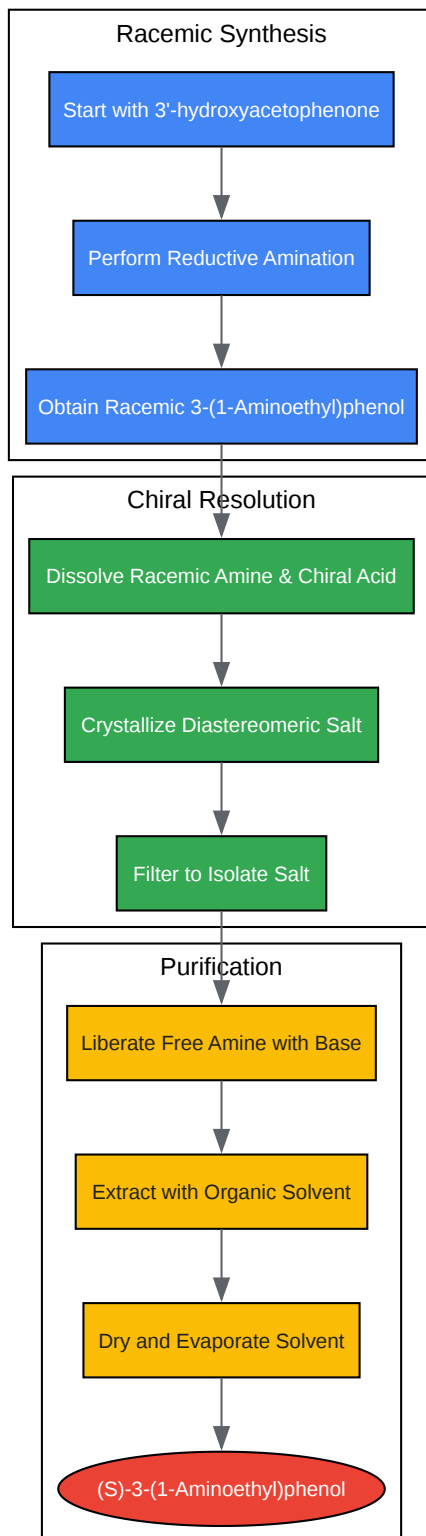 Racemic Synthesis
Start with 3'-hydroxyacetophenone
Perform Reductive Amination
Obtain Racemic 3-(1-Aminoethyl)phenol
Chiral Resolution
Dissolve Racemic Amine & Chiral Acid
Crystallize Diastereomeric Salt
Filter to Isolate Salt
Purification
Liberate Free Amine with Base
Extract with Organic Solvent
Dry and Evaporate Solvent
(S)-3-(1-Aminoethyl)phenol